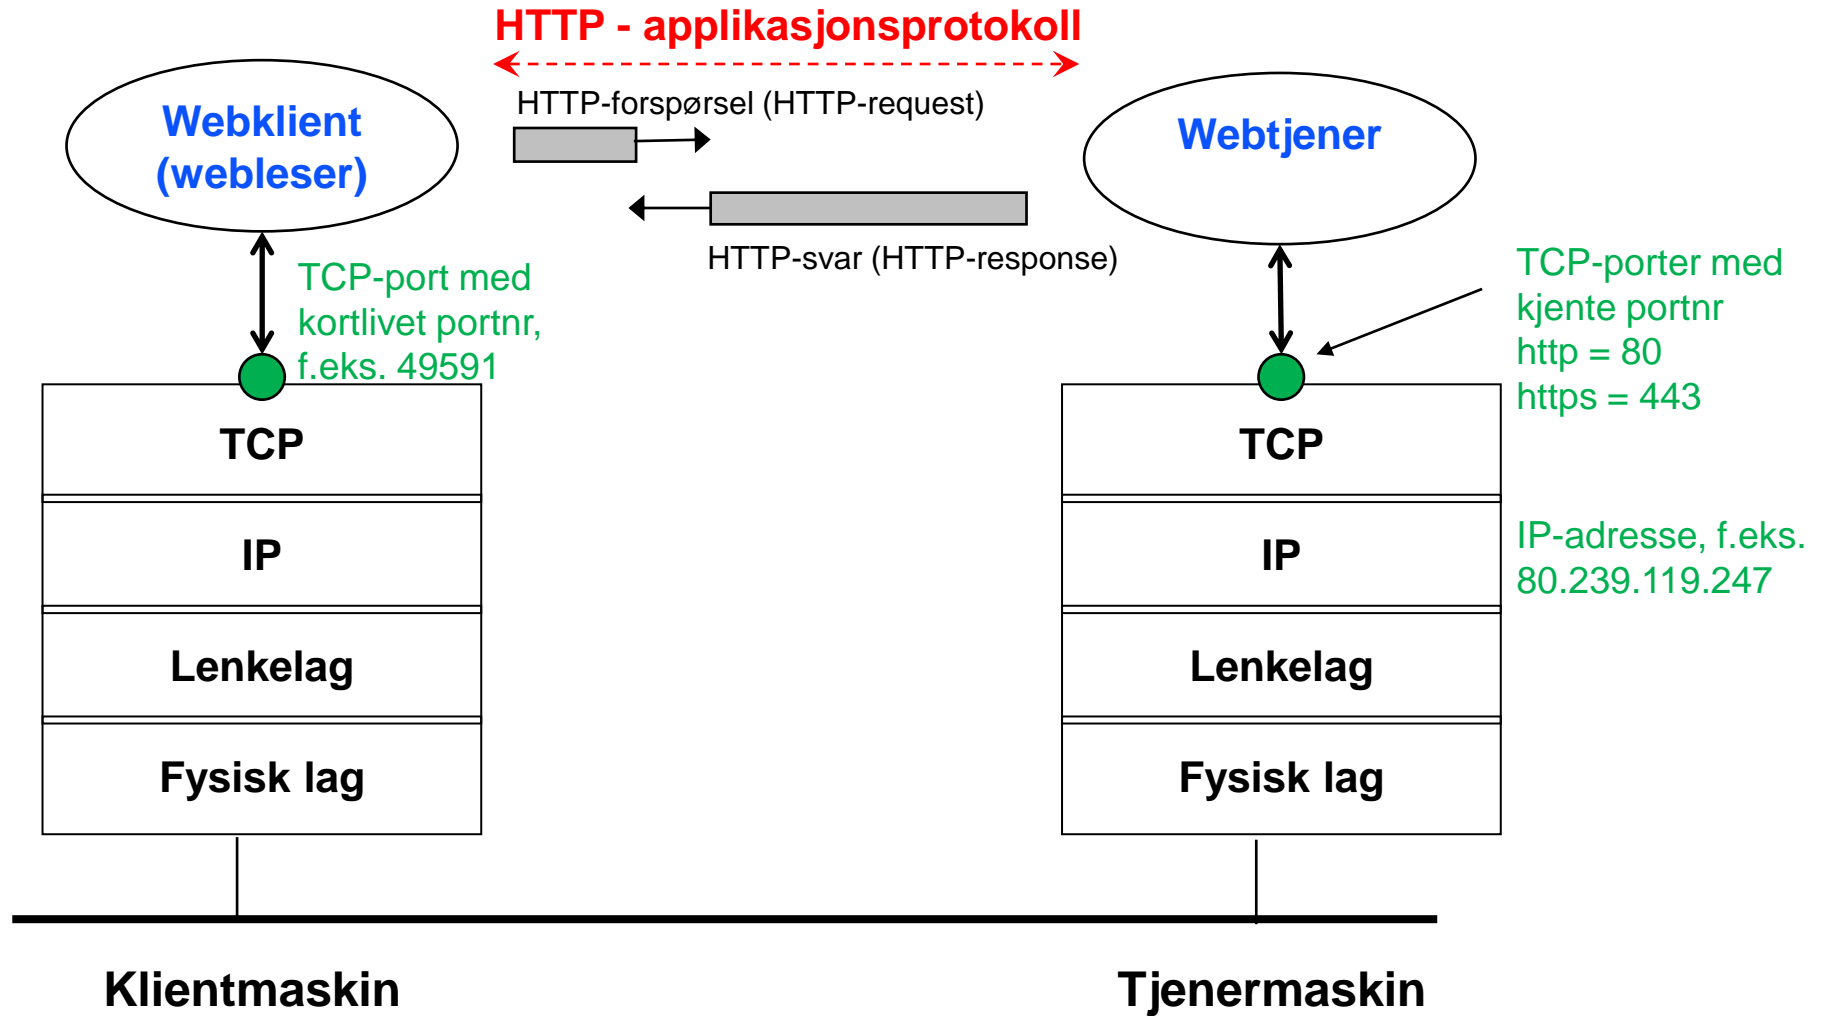 HTTP - applikasjonsprotokoll
HTTP-forspørsel (HTTP-request)
Webklient
(webleser)
Webtjener
HTTP-svar (HTTP-response)
TCP-port med
kortlivet portnr,
f.eks. 49591
TCP-porter med
kjente portnr
http = 80
https = 443
TCP
IP
Lenkelag
Fysisk lag
TCP
IP
Lenkelag
Fysisk lag
IP-adresse, f.eks.
80.239.119.247
Klientmaskin
Tjenermaskin